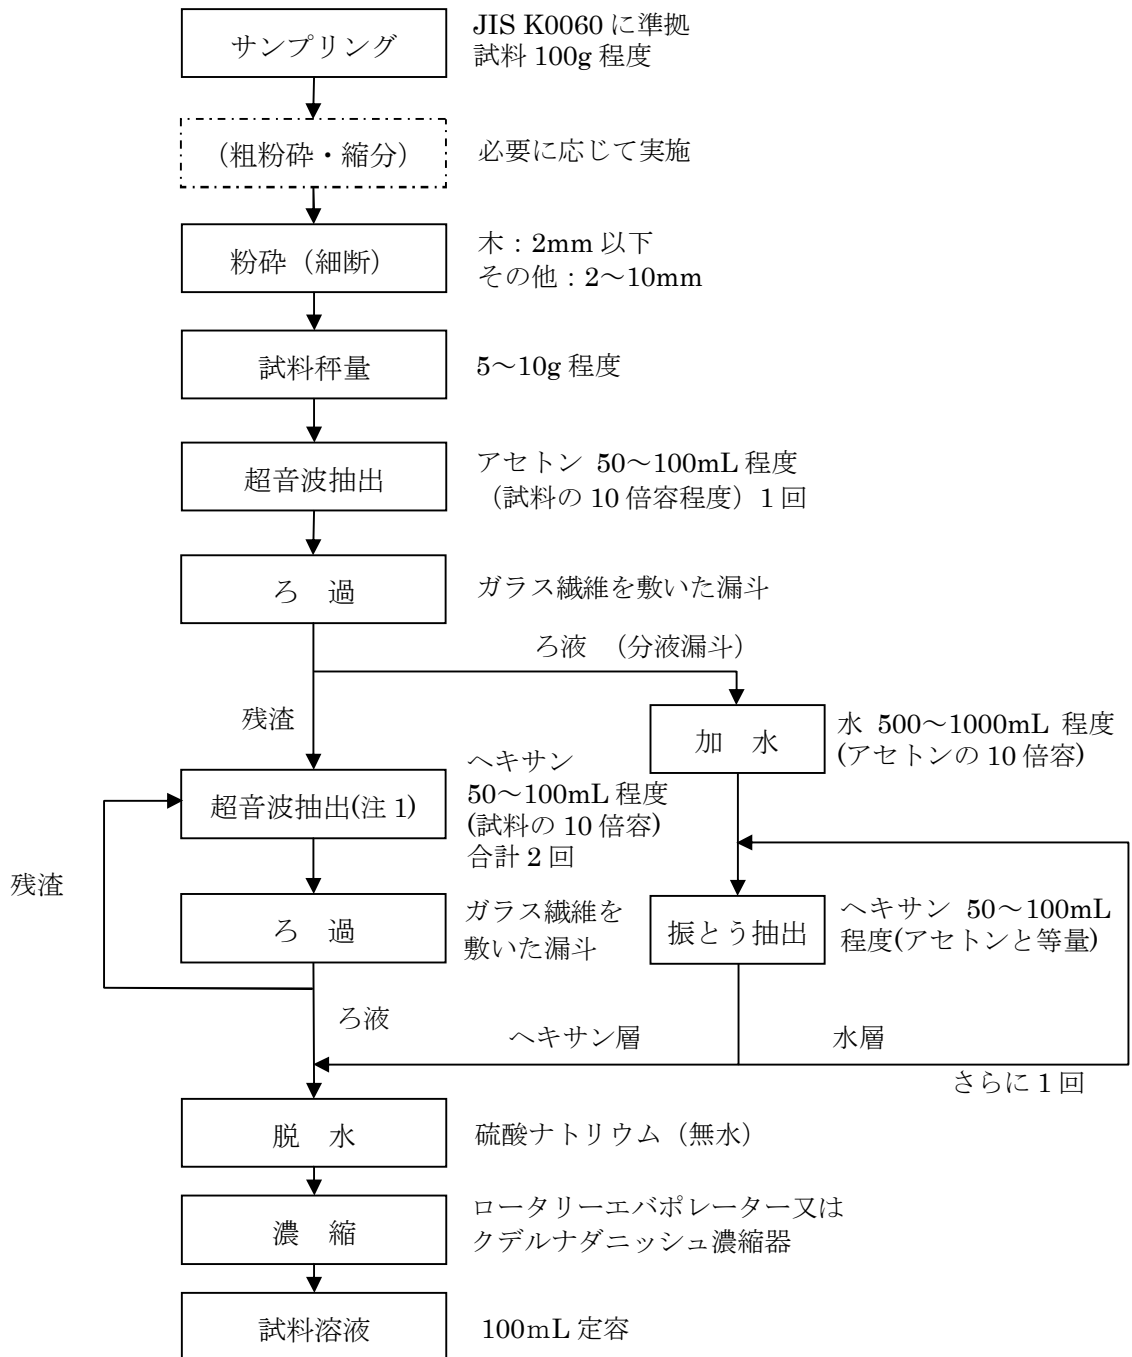 サンプリング
JIS K0060 に準拠
試料 100g 程度
（粗粉砕・縮分）
必要に応じて実施
粉砕（細断）
木：2mm 以下
その他：2～10mm
試料秤量
5～10g 程度
超音波抽出
アセトン 50～100mL 程度
（試料の 10 倍容程度）1 回
ろ　過
ガラス繊維を敷いた漏斗
ろ液　（分液漏斗）
残渣
加　水
水 500～1000mL 程度
(アセトンの 10 倍容)
超音波抽出(注 1)
ヘキサン
50～100mL 程度
(試料の 10 倍容)
合計 2 回
残渣
ろ　過
ガラス繊維を
敷いた漏斗
振とう抽出
ヘキサン 50～100mL
程度(アセトンと等量)
ろ液
ヘキサン層
水層
さらに 1 回
脱　水
硫酸ナトリウム（無水）
濃　縮
ロータリーエバポレーター又は
クデルナダニッシュ濃縮器
試料溶液
100mL 定容